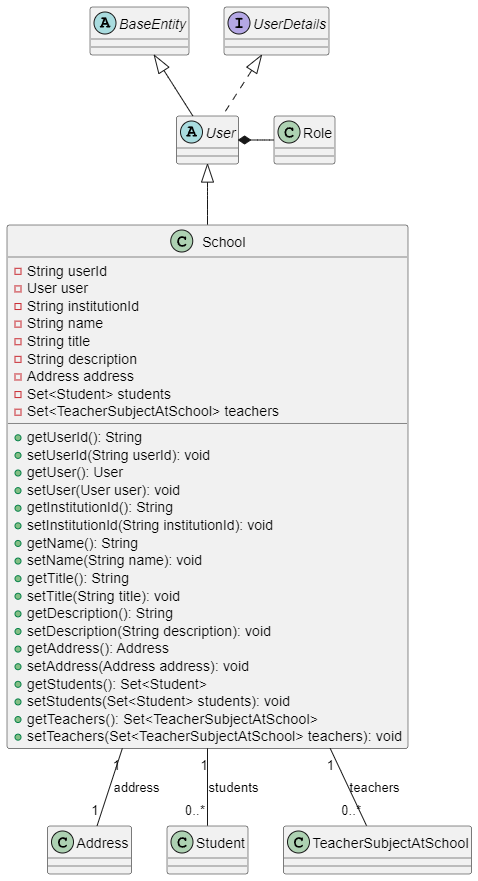 A BaseEntity
I UserDetails
A User
C Role
C School
String userId
User user
String institutionId
String name
String title
String description
Address address
Set<Student> students
Set<TeacherSubjectAtSchool> teachers
getUserId(): String
setUserId(String userId): void
getUser(): User
setUser(User user): void
getInstitutionId(): String
setInstitutionId(String institutionId): void
getName(): String
setName(String name): void
getTitle(): String
setTitle(String title): void
getDescription(): String
setDescription(String description): void
getAddress(): Address
setAddress(Address address): void
getStudents(): Set<Student>
setStudents(Set<Student> students): void
getTeachers(): Set<TeacherSubjectAtSchool>
setTeachers(Set<TeacherSubjectAtSchool> teachers): void
1
1
1
address
students
teachers
1
0..*
0..*
C Address
C Student
C TeacherSubjectAtSchool